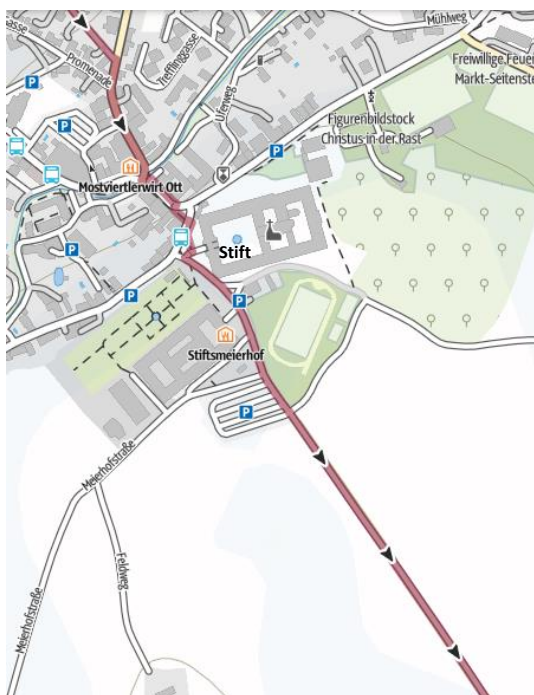 Mühlweg
Promenade
Trefflinggasse
Uferweg
Freiwillige Feuer
Markt-Seitenste
Figurenbildstock
Christus in der Rast
Mostviertlerwirt Ott
Stift
Stiftsmeierhof
Meierhofstraße
Feldweg
Meierhofstraße
gasse
P
P
P
P
P
P
P